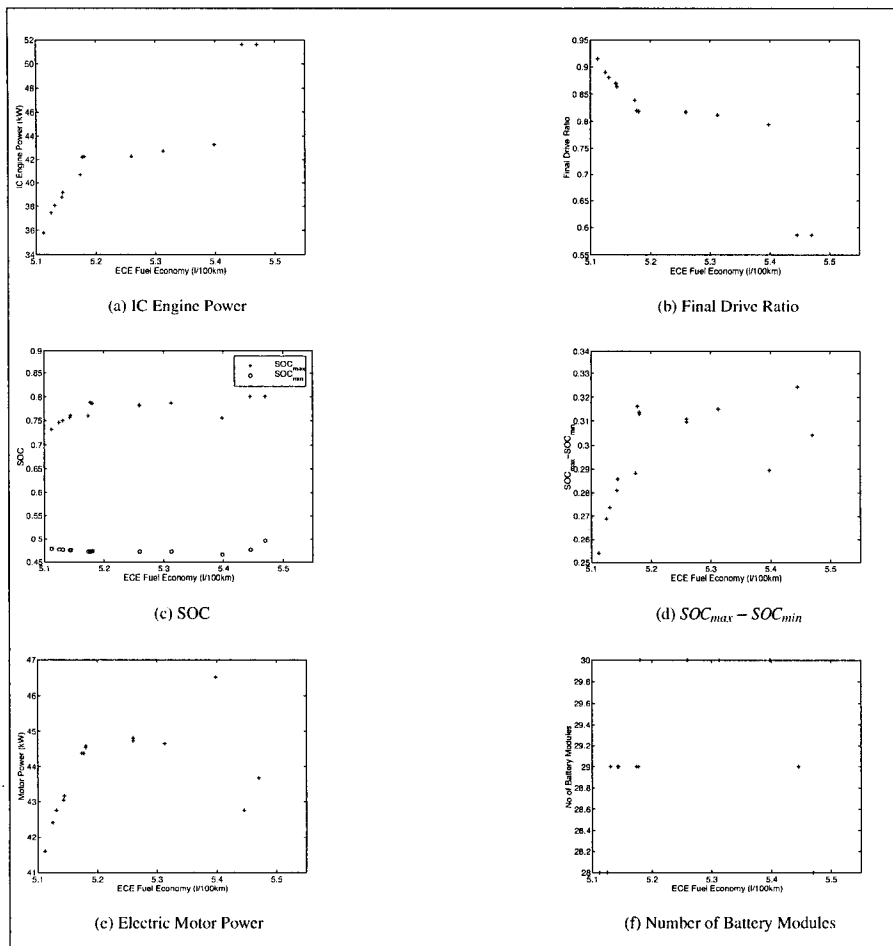 52
50
48
46
44
42
40
38
36
34
IC Engine Power (kW)
5.1 5.2 5.3 5.4 5.5
ECE Fuel Economy (l/100km)
(a) IC Engine Power
0.95
0.9
0.85
0.8
0.75
0.7
0.65
0.6
0.55
Final Drive Ratio
5.1 5.2 5.3 5.4 5.5
ECE Fuel Economy (l/100km)
(b) Final Drive Ratio
0.9
0.85
0.8
0.75
0.7
0.65
0.6
0.55
0.5
0.45
SOC
SOCmax
SOCmin
5.1 5.2 5.3 5.4 5.5
ECE Fuel Economy (l/100km)
(c) SOC
0.34
0.33
0.32
0.31
0.3
0.29
0.28
0.27
0.26
0.25
SOCmax−SOCmin
5.1 5.2 5.3 5.4 5.5
ECE Fuel Economy (l/100km)
(d) SOCmax − SOCmin
47
46
45
44
43
42
41
Motor Power (kW)
5.1 5.2 5.3 5.4 5.5
ECE Fuel Economy (l/100km)
(e) Electric Motor Power
30
29.8
29.6
29.4
29.2
29
28.8
28.6
28.4
28.2
28
No of Battery Modules
5.1 5.2 5.3 5.4 5.5
ECE Fuel Economy (l/100km)
(f) Number of Battery Modules